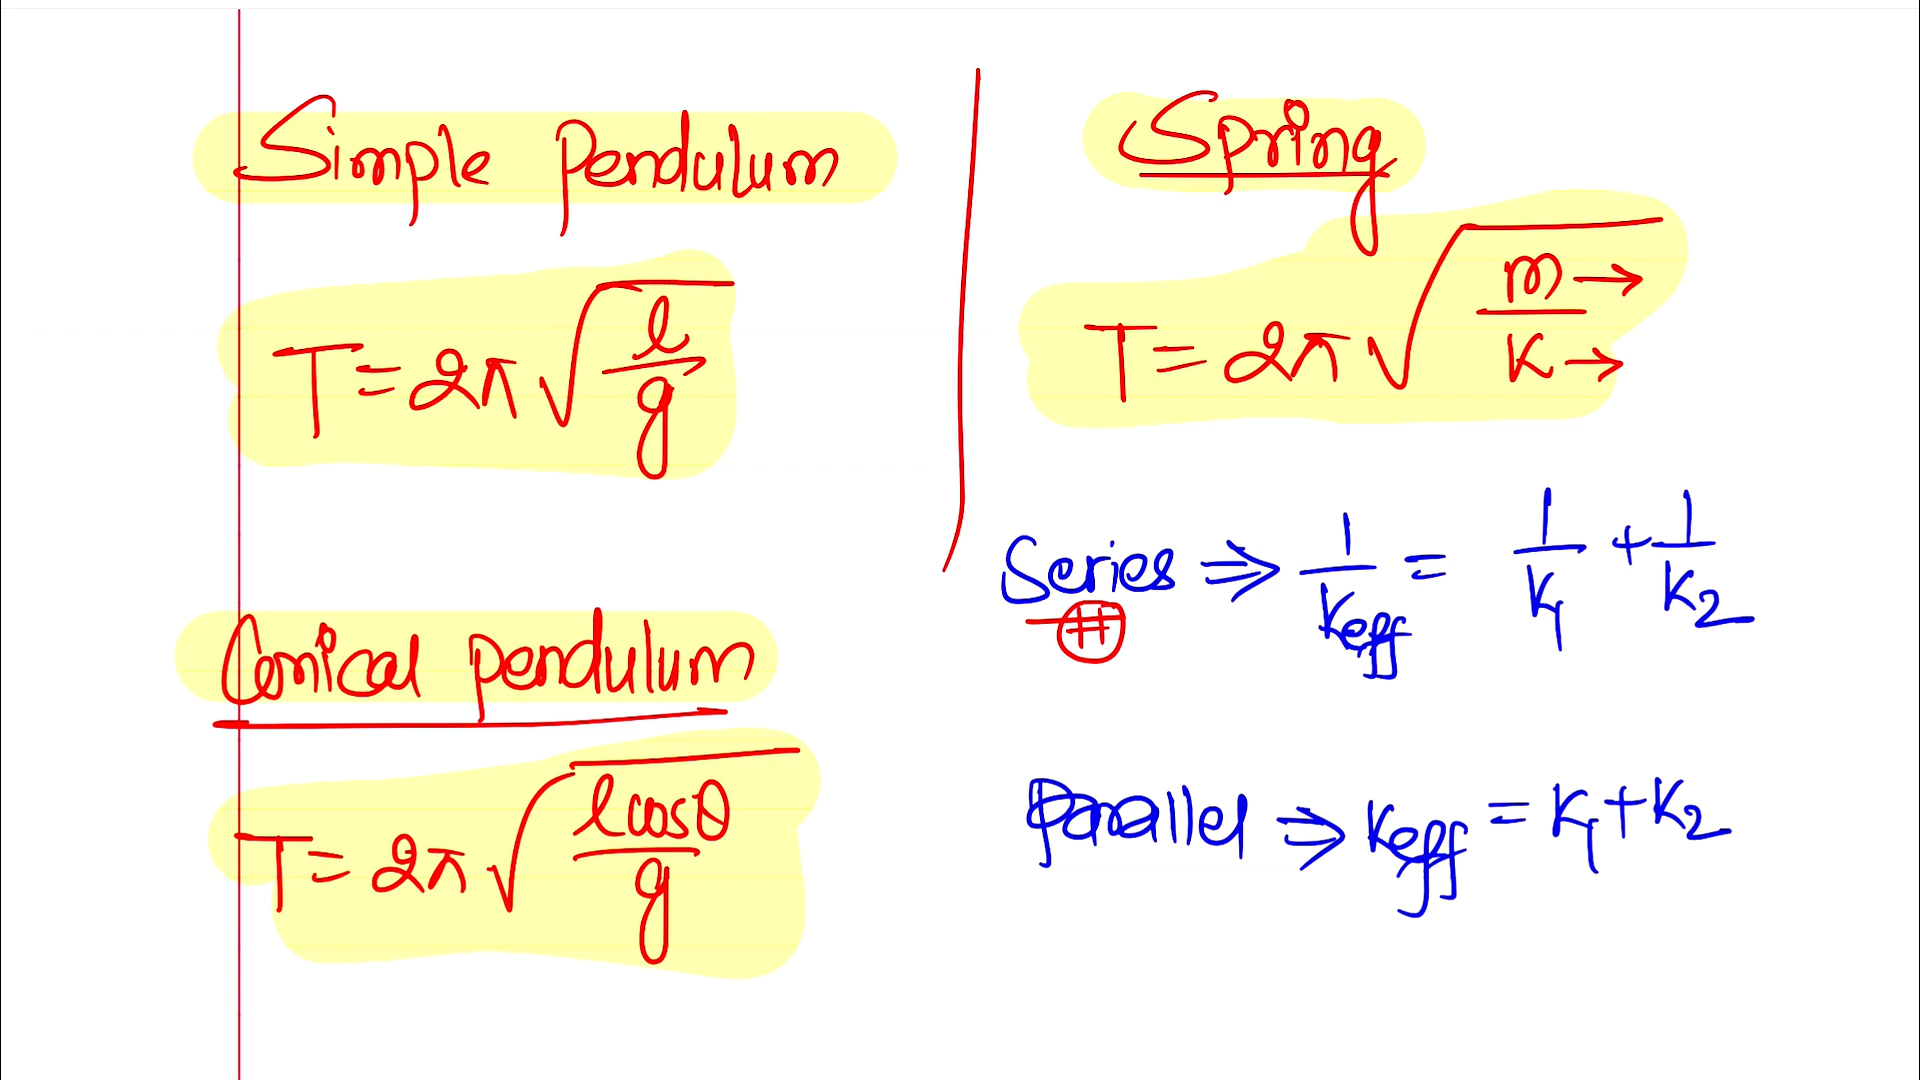 Simple Pendulum
T = 2π √(l/g)
Conical pendulum
T = 2π √(l cosθ/g)
Spring
T = 2π √(m→/K→)
Series ⇒ 1/Keff = 1/K1 + 1/K2
#
Parallel ⇒ Keff = K1 + K2